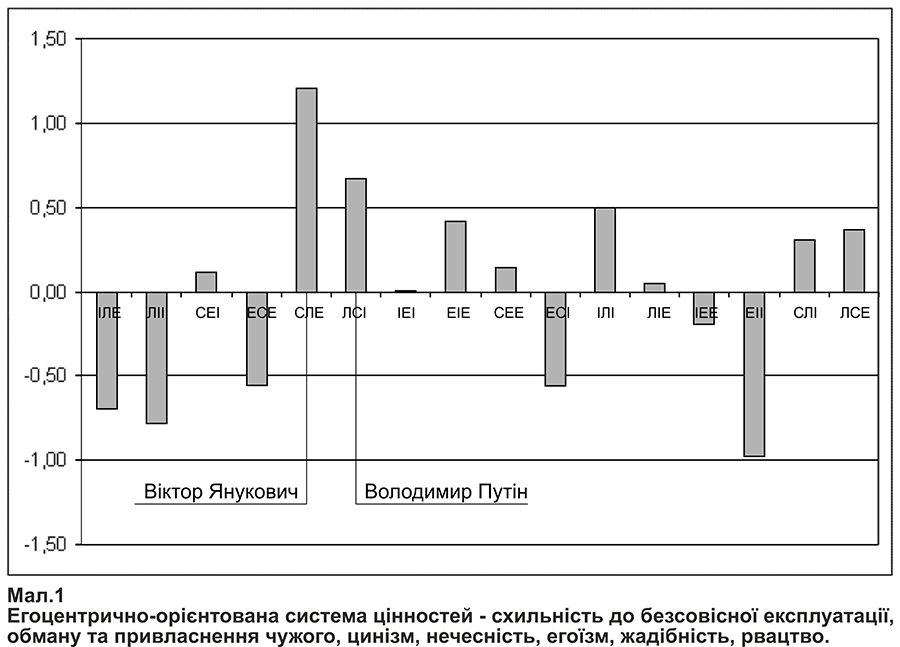 1,50
1,00
0,50
0,00
-0,50
-1,00
-1,50
ІЛЕ ЛІІ СЕІ ЕСЕ СЛЕ ЛСІ ІЕІ ЕІЕ СЕЕ ЕСІ ІЛІ ЛІЕ ІЕЕ ЕІІ СЛІ ЛСЕ
Віктор Янукович Володимир Путін
Мал.1
Егоцентрично-орієнтована система цінностей - схильність до безсовісної експлуатації,
обману та привласнення чужого, цинізм, нечесність, егоїзм, жадібність, рвацтво.